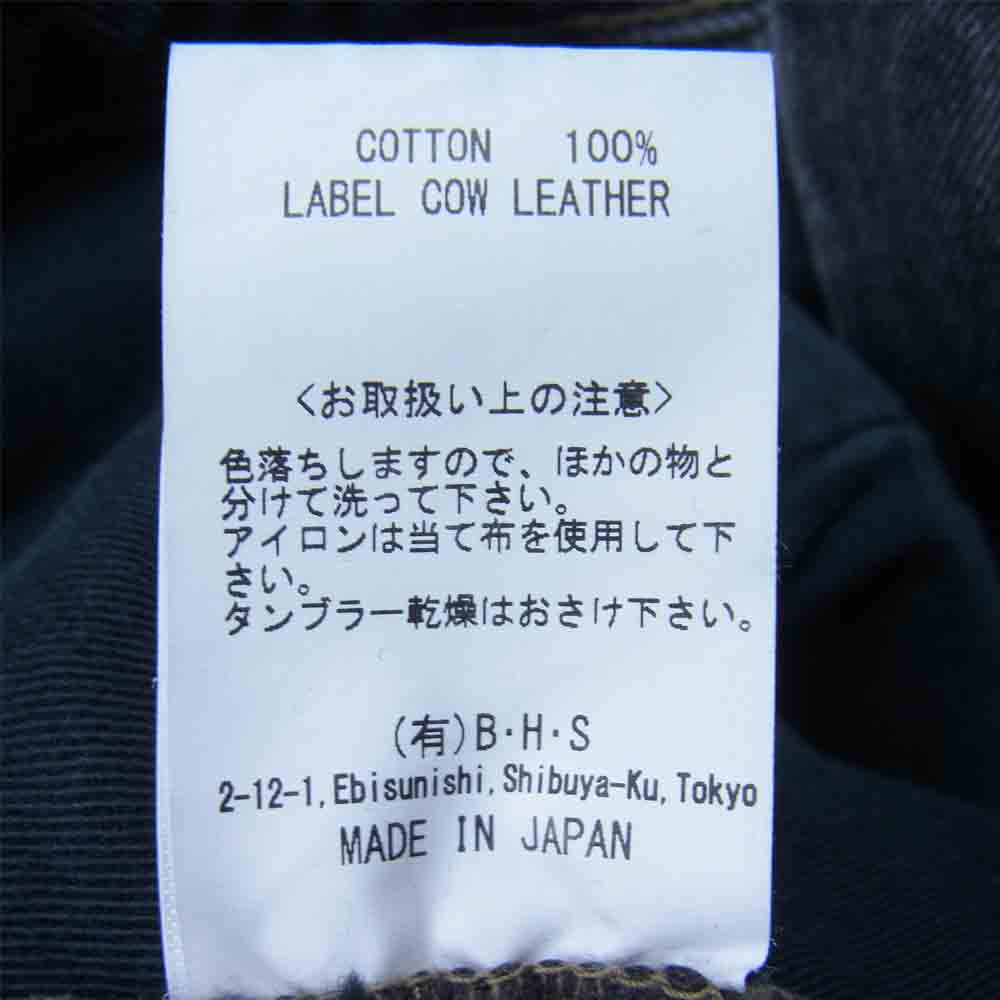 COTTON 100%
LABEL COW LEATHER
<お取扱い上の注意>
色落ちしますので、ほかの物と
分けて洗って下さい。
アイロンは当て布を使用して下
さい。
タンブラー乾燥はおさけ下さい。
(有)B・H・S
2-12-1, Ebisunishi, Shibuya-Ku, Tokyo
MADE IN JAPAN